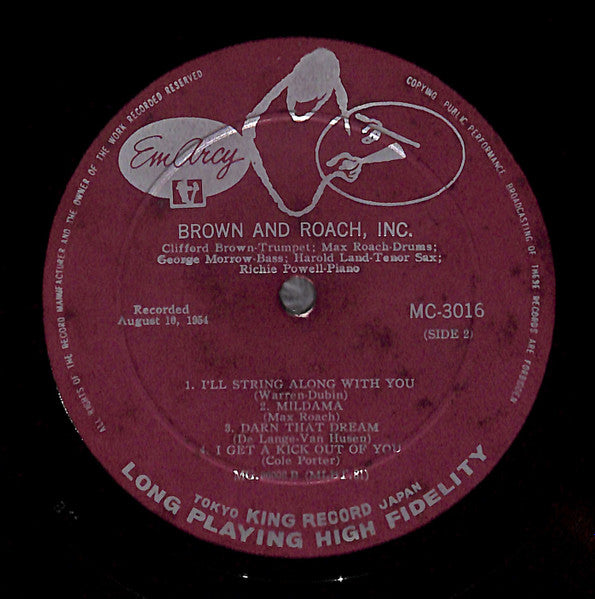 ALL RIGHTS OF THE RECORD MANUFACTURER AND THE OWNER OF THE WORK RECORDED RESERVED
COPYING PUBLIC PERFORMANCE BROADCASTING OF THESE RECORDS ARE FORBIDDEN
EmArcy
BROWN AND ROACH, INC.
Clifford Brown-Trumpet; Max Roach-Drums;
George Morrow-Bass; Harold Land-Tenor Sax;
Richie Powell-Piano
Recorded
August 10, 1954
MC-3016
(SIDE 2)
1. I'LL STRING ALONG WITH YOU
(Warren-Dubin)
2. MILDAMA
(Max Roach)
3. DARN THAT DREAM
(De Lange-Van Husen)
4. I GET A KICK OUT OF YOU
(Cole Porter)
TOKYO KING RECORD JAPAN
LONG PLAYING HIGH FIDELITY